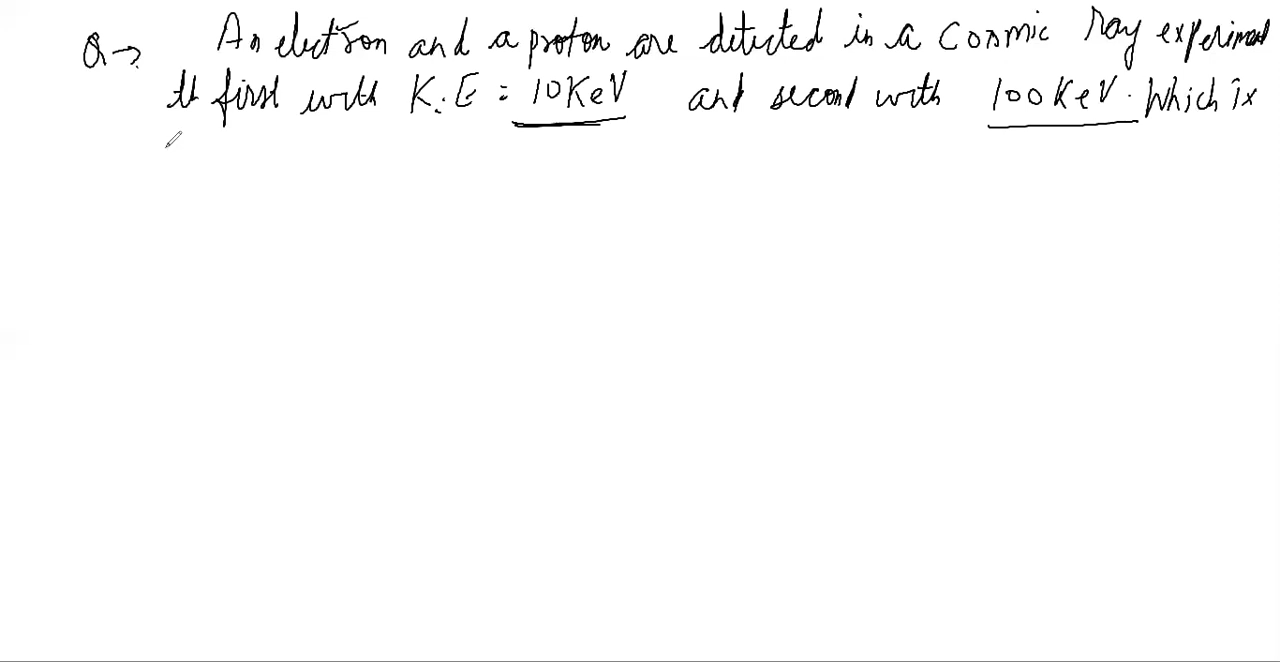 Q→ An electron and a proton are detected in a cosmic ray experiment
th first with K.E = 10KeV and second with 100KeV. Which is